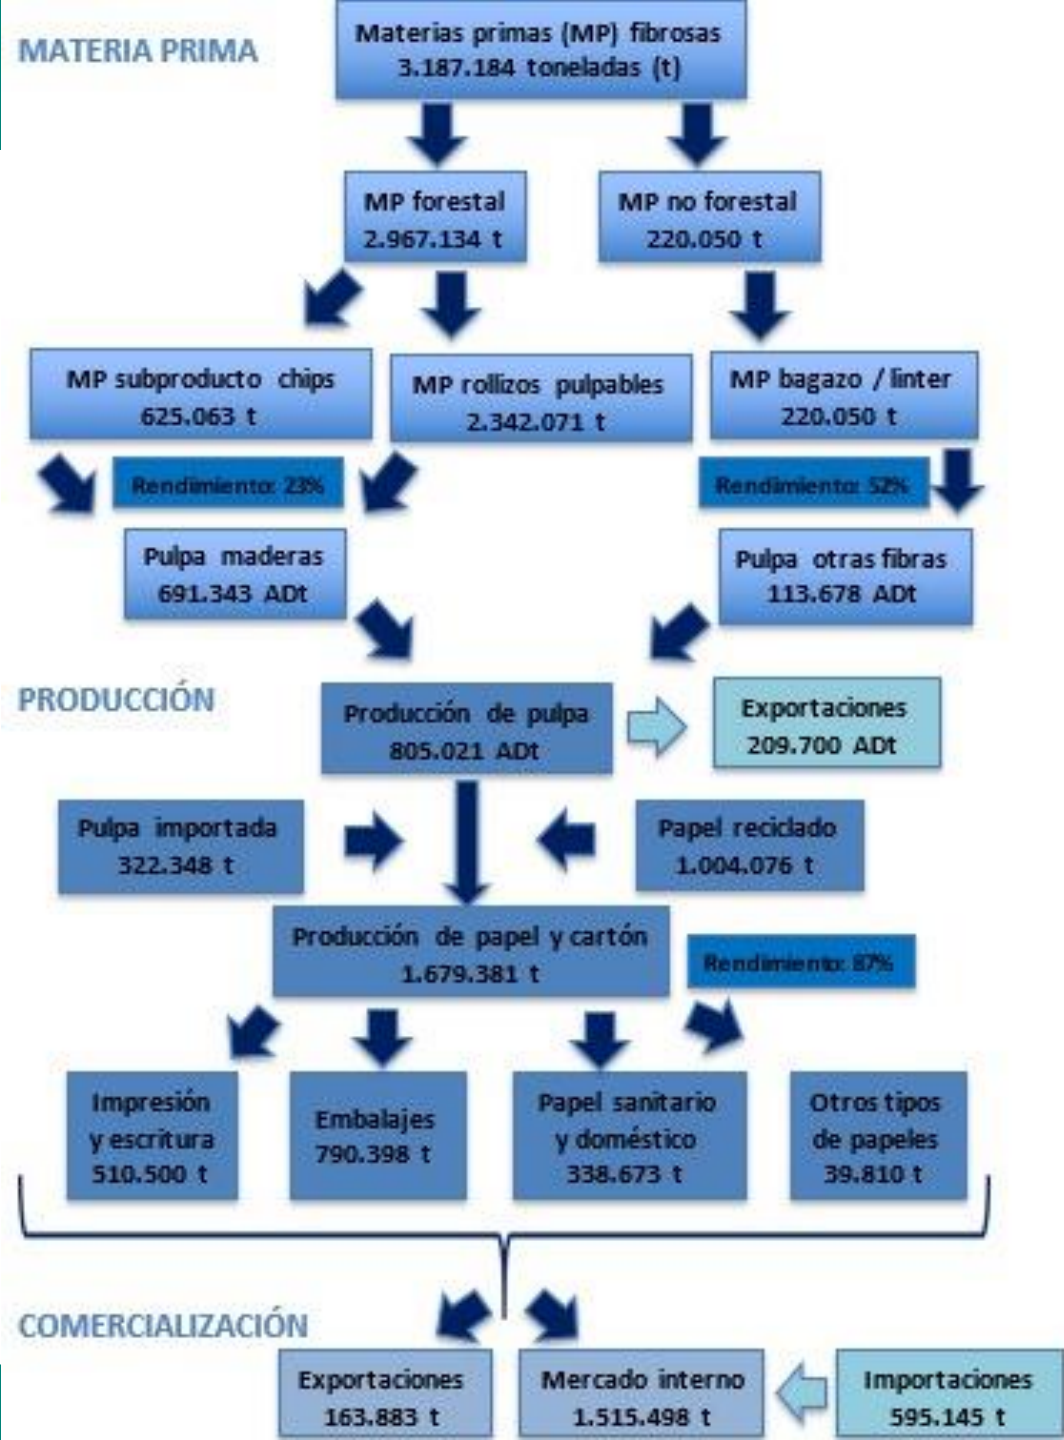 MATERIA PRIMA
Materias primas (MP) fibrosas
3.187.184 toneladas (t)
MP forestal
2.967.134 t
MP no forestal
220.050 t
MP subproducto chips
625.063 t
MP rollizos pulpables
2.342.071 t
MP bagazo / linter
220.050 t
Rendimiento: 23%
Rendimiento: 52%
Pulpa maderas
691.343 ADt
Pulpa otras fibras
113.678 ADt
PRODUCCIÓN
Producción de pulpa
805.021 ADt
Exportaciones
209.700 ADt
Pulpa importada
322.348 t
Papel reciclado
1.004.076 t
Producción de papel y cartón
1.679.381 t
Rendimiento: 87%
Impresión
y escritura
510.500 t
Embalajes
790.398 t
Papel sanitario
y doméstico
338.673 t
Otros tipos
de papeles
39.810 t
COMERCIALIZACIÓN
Exportaciones
163.883 t
Mercado interno
1.515.498 t
Importaciones
595.145 t